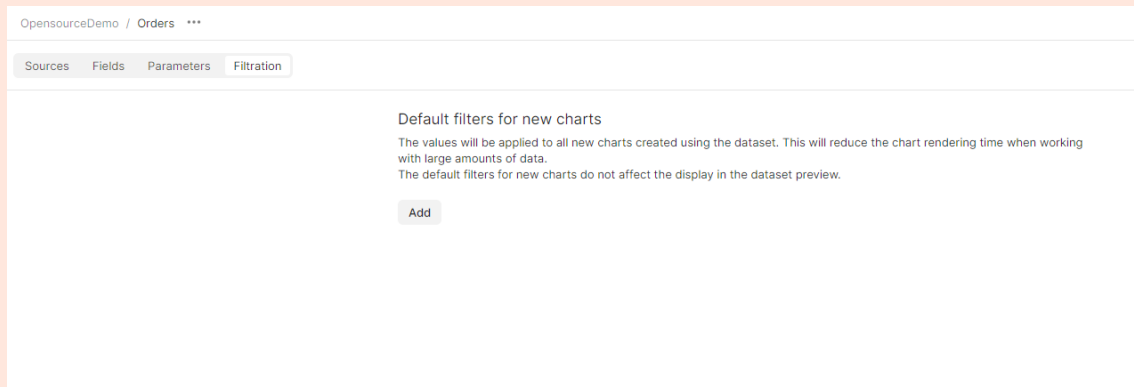 OpensourceDemo / Orders ···
Sources Fields Parameters Filtration
Default filters for new charts
The values will be applied to all new charts created using the dataset. This will reduce the chart rendering time when working
with large amounts of data.
The default filters for new charts do not affect the display in the dataset preview.
Add